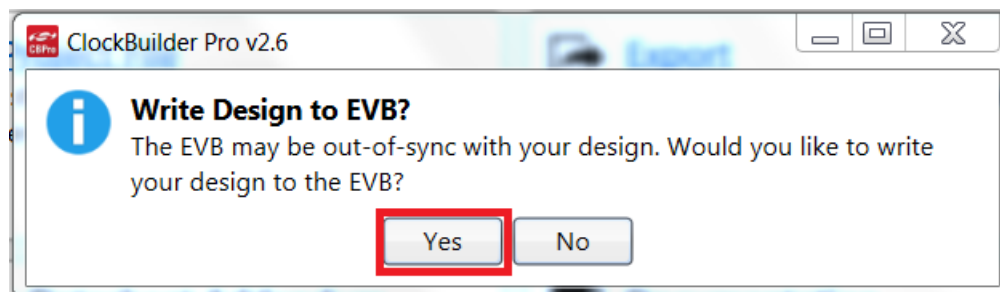 CBPro ClockBuilder Pro v2.6
Export
Write Design to EVB?
The EVB may be out-of-sync with your design. Would you like to write
your design to the EVB?
Yes No